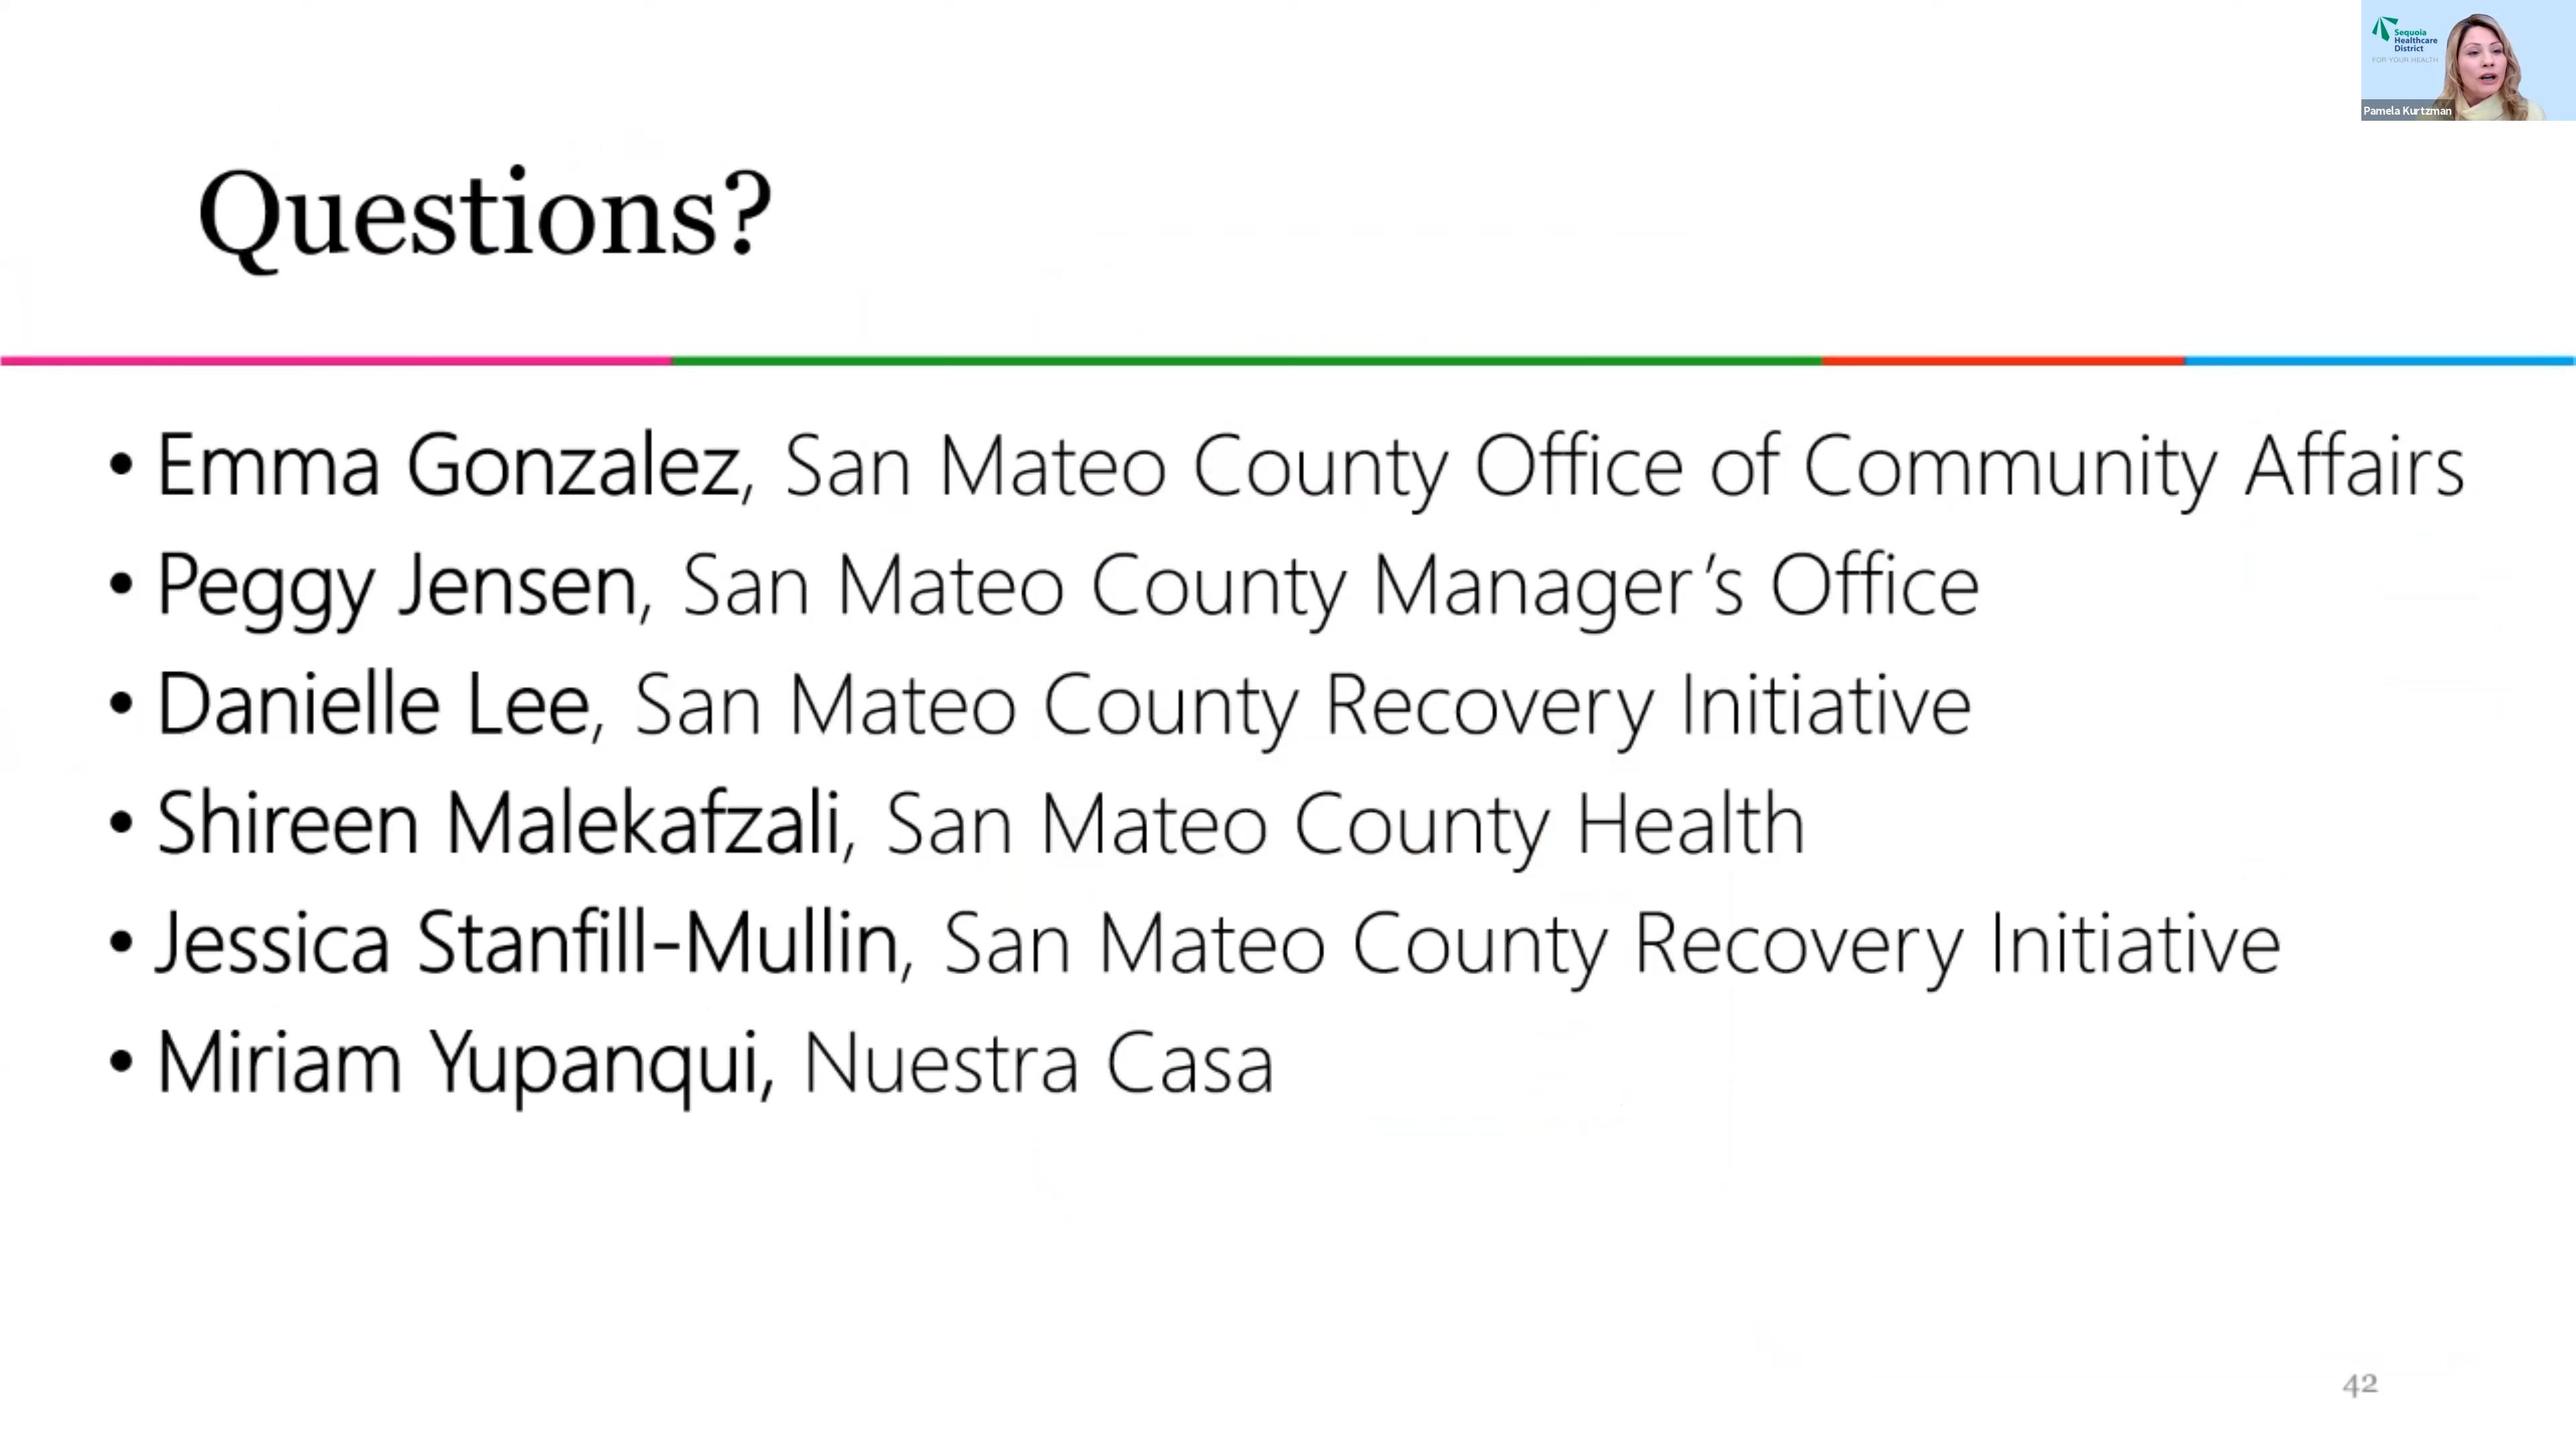 Sequoia
Healthcare
District
FOR YOUR HEALTH
Pamela Kurtzman
Questions?
• Emma Gonzalez, San Mateo County Office of Community Affairs
• Peggy Jensen, San Mateo County Manager’s Office
• Danielle Lee, San Mateo County Recovery Initiative
• Shireen Malekafzali, San Mateo County Health
• Jessica Stanfill-Mullin, San Mateo County Recovery Initiative
• Miriam Yupanqui, Nuestra Casa
42